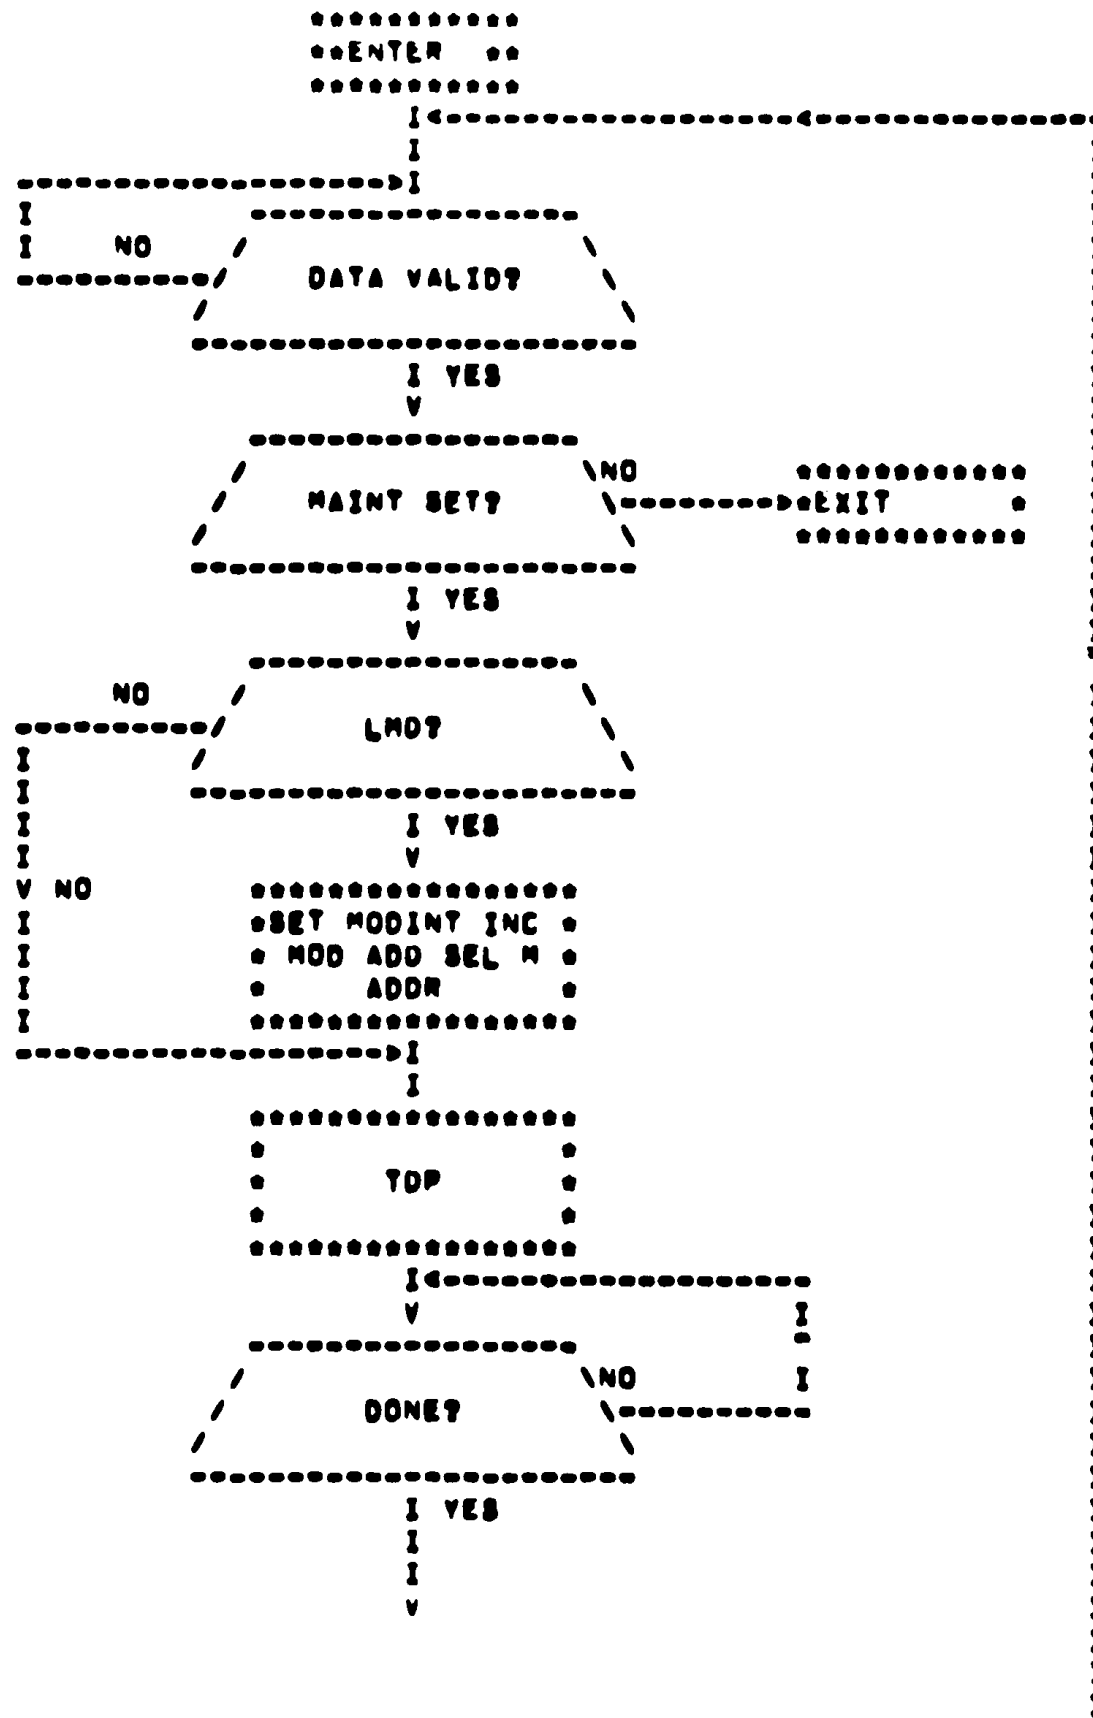 ENTER
NO
DATA VALID?
YES
NO
MAINT SET?
EXIT
YES
NO
LMD?
YES
NO
SET MODINT INC
MOD ADD SEL M
ADDR
TDP
NO
DONE?
YES